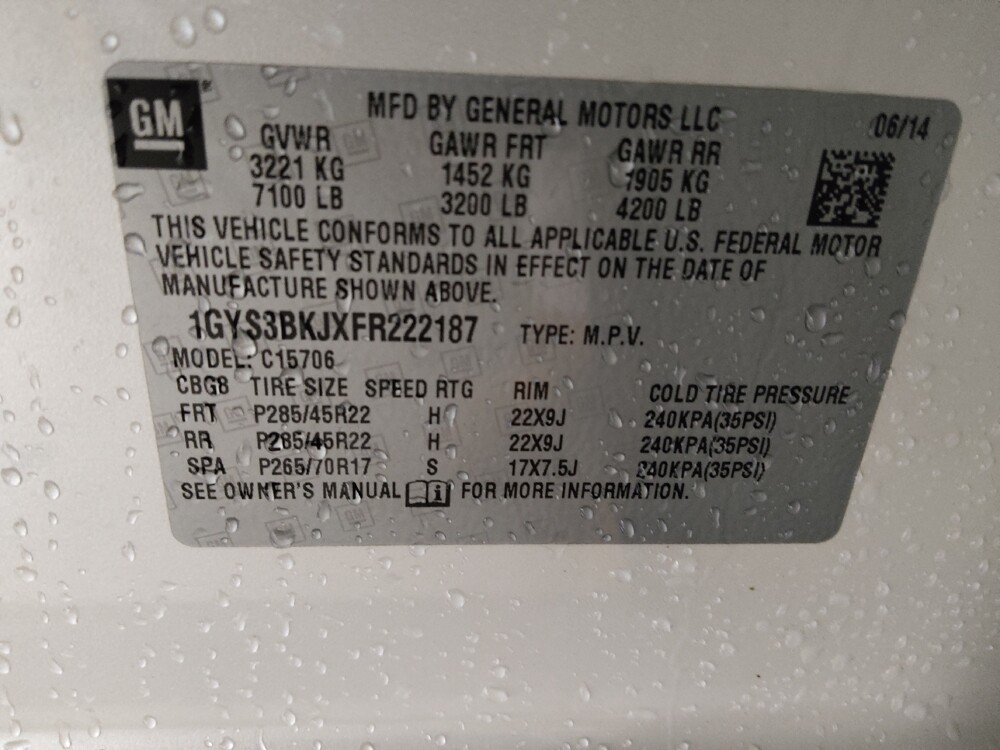 GM
MFD BY GENERAL MOTORS LLC
06/14
GVWR GAWR FRT GAWR RR
3221 KG 1452 KG 1905 KG
7100 LB 3200 LB 4200 LB
THIS VEHICLE CONFORMS TO ALL APPLICABLE U.S. FEDERAL MOTOR
VEHICLE SAFETY STANDARDS IN EFFECT ON THE DATE OF
MANUFACTURE SHOWN ABOVE.
1GYS3BKJXFR222187 TYPE: M.P.V.
MODEL: C15706
CBG8 TIRE SIZE SPEED RTG RIM COLD TIRE PRESSURE
FRT P285/45R22 H 22X9J 240KPA(35PSI)
RR P285/45R22 H 22X9J 240KPA(35PSI)
SPA P265/70R17 S 17X7.5J 240KPA(35PSI)
SEE OWNER'S MANUAL i FOR MORE INFORMATION.